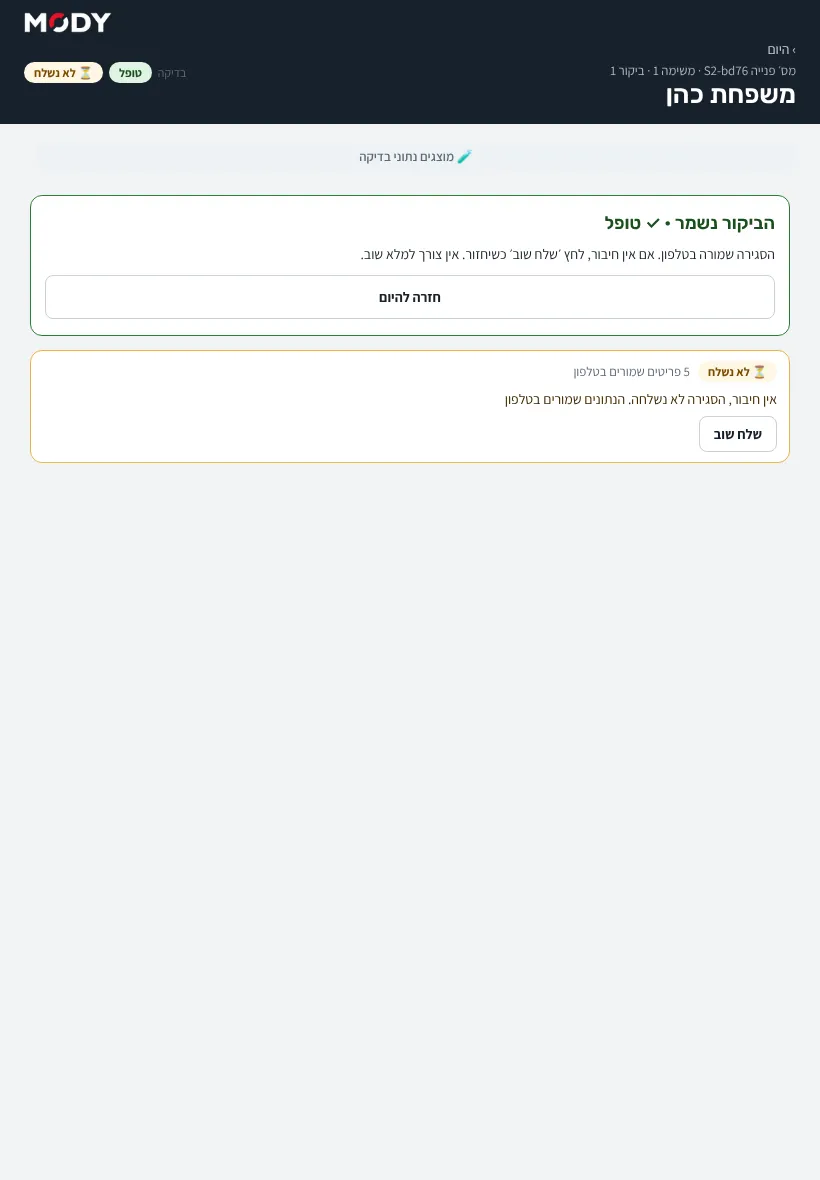 MODY
‹ היום
מס׳ פנייה S2-bd76 · משימה 1 · ביקור 1
משפחת כהן
בדיקה טופל ⏳ לא נשלח
🧪 מוצגים נתוני בדיקה
הביקור נשמר • ✓ טופל
הסגירה שמורה בטלפון. אם אין חיבור, לחץ ׳שלח שוב׳ כשיחזור. אין צורך למלא שוב.
חזרה להיום
⏳ לא נשלח 5 פריטים שמורים בטלפון
אין חיבור, הסגירה לא נשלחה. הנתונים שמורים בטלפון
שלח שוב